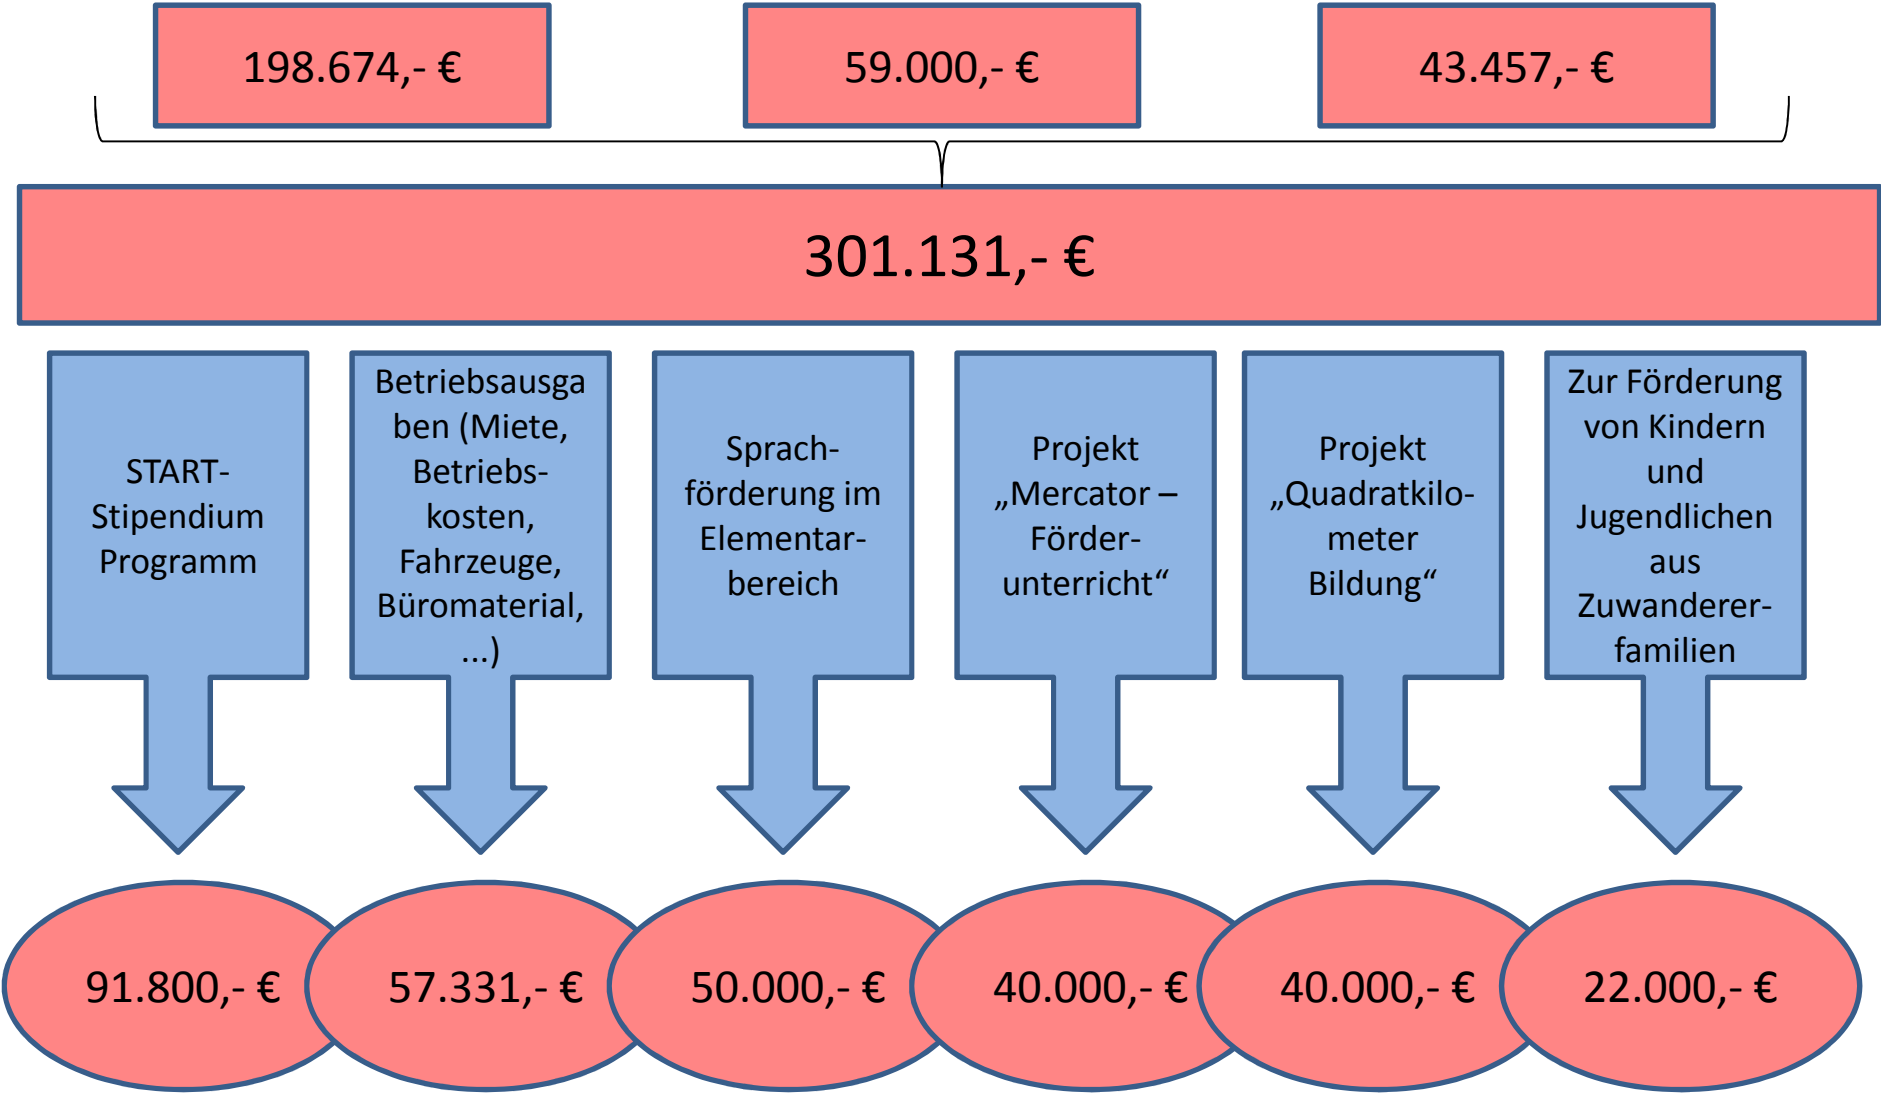 198.674,- €
59.000,- €
43.457,- €
301.131,- €
START-
Stipendium
Programm
Betriebsausga
ben (Miete,
Betriebs-
kosten,
Fahrzeuge,
Büromaterial,
...)
Sprach-
förderung im
Elementar-
bereich
Projekt
„Mercator –
Förder-
unterricht“
Projekt
„Quadratkilo-
meter
Bildung“
Zur Förderung
von Kindern
und
Jugendlichen
aus
Zuwanderer-
familien
91.800,- €
57.331,- €
50.000,- €
40.000,- €
40.000,- €
22.000,- €